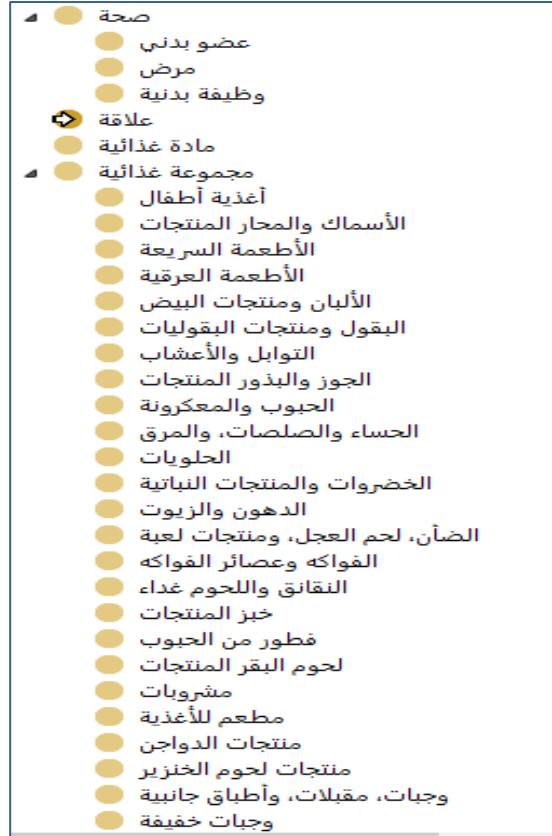 صحة
عضو بدني
مرض
وظيفة بدنية
علاقة
مادة غذائية
مجموعة غذائية
أغذية أطفال
الأسماك والمحار المنتجات
الأطعمة السريعة
الأطعمة العرقية
الألبان ومنتجات البيض
البقول ومنتجات البقوليات
التوابل والأعشاب
الجوز والبذور المنتجات
الحبوب والمعكرونة
الحساء والصلصات، والمرق
الحلويات
الخضروات والمنتجات النباتية
الدهون والزيوت
الضأن، لحم العجل، ومنتجات لعبة
الفواكه وعصائر الفواكه
النقانق واللحوم غداء
خبز المنتجات
فطور من الحبوب
لحوم البقر المنتجات
مشروبات
مطعم للأغذية
منتجات الدواجن
منتجات لحوم الخنزير
وجبات، مقبلات، وأطباق جانبية
وجبات خفيفة